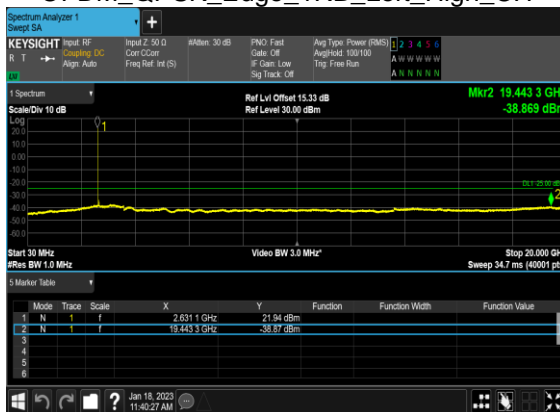 Spectrum Analyzer 1
Swept SA
+
KEYSIGHT Input: RF Input Z: 50 Ω #Atten: 30 dB PNO: Fast Avg Type: Power (RMS) 1 2 3 4 5 6
R T Coupling: DC Corr CCorr Gate: Off Avg|Hold: 100/100 A W W W W W
Align: Auto Freq Ref: Int (S) IF Gain: Low Trig: Free Run
Sig Track: Off A N N N N N
1 Spectrum Ref Lvl Offset 15.33 dB Mkr2 19.443 3 GH
Scale/Div 10 dB Ref Level 30.00 dBm -38.869 dBr
Log
20.0
10.0
0.00
-10.0
-20.0
-30.0
-40.0
-50.0
-60.0
1
2
Start 30 MHz Video BW 3.0 MHz* Stop 20.000 GH
#Res BW 1.0 MHz Sweep 34.7 ms (40001 pt
5 Marker Table
Mode Trace Scale X Y Function Function Width Function Value
1 N 1 f 2.631 1 GHz 21.94 dBm
2 N 1 f 19.443 3 GHz -38.87 dBm
3
4
5
6
? Jan 18, 2023
11:40:27 AM